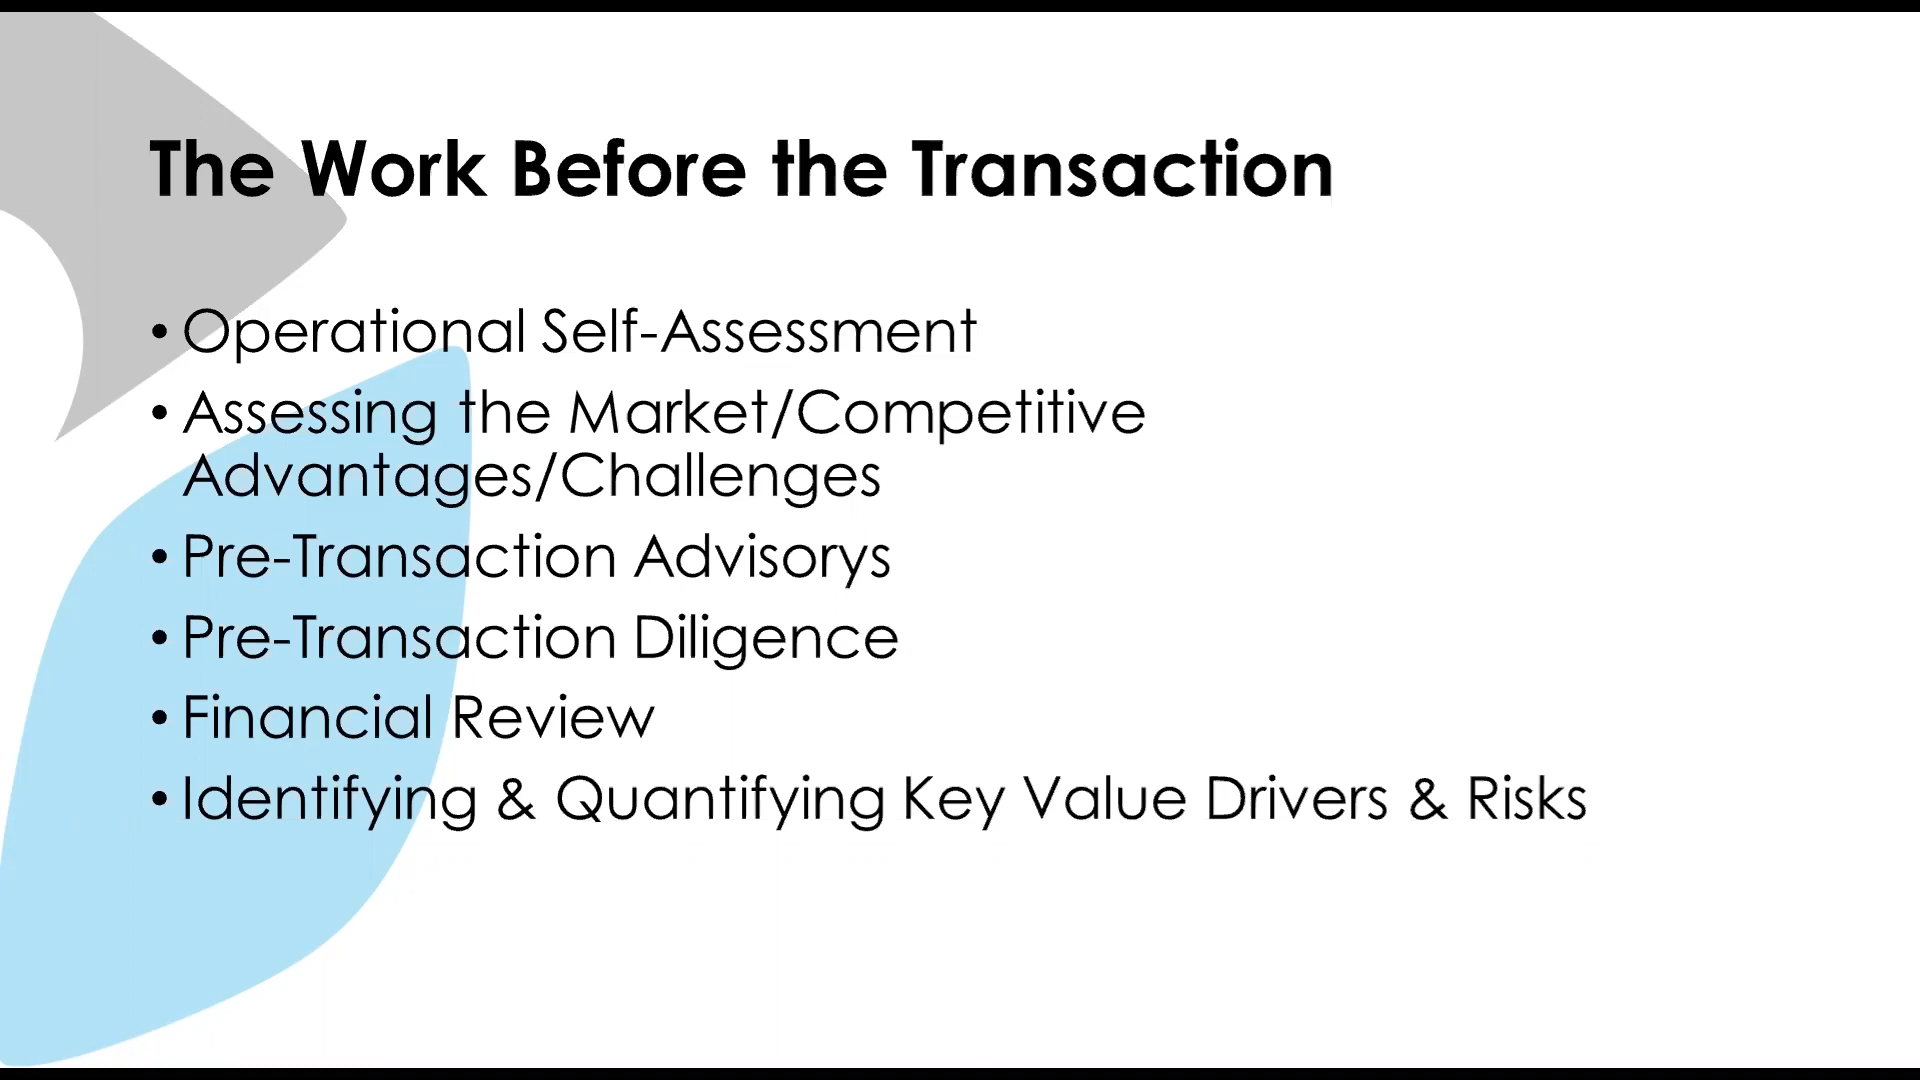 The Work Before the Transaction
• Operational Self-Assessment
• Assessing the Market/Competitive
Advantages/Challenges
• Pre-Transaction Advisorys
• Pre-Transaction Diligence
• Financial Review
• Identifying & Quantifying Key Value Drivers & Risks